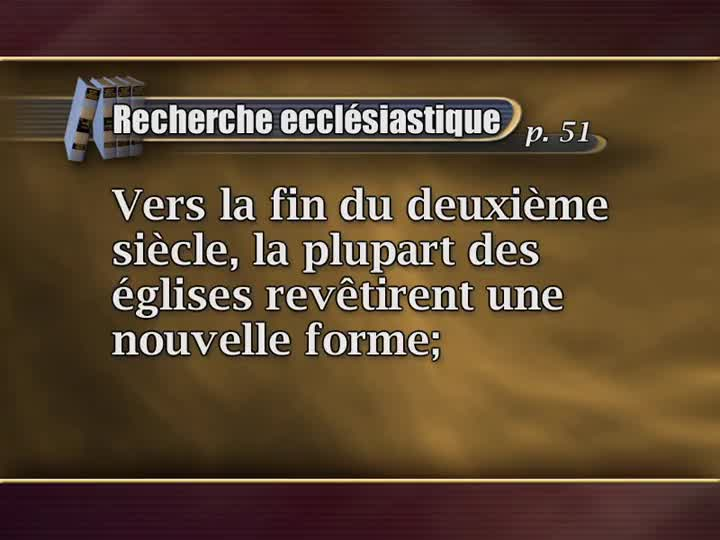 Recherche ecclésiastique p. 51
Vers la fin du deuxième
siècle, la plupart des
églises revêtirent une
nouvelle forme;